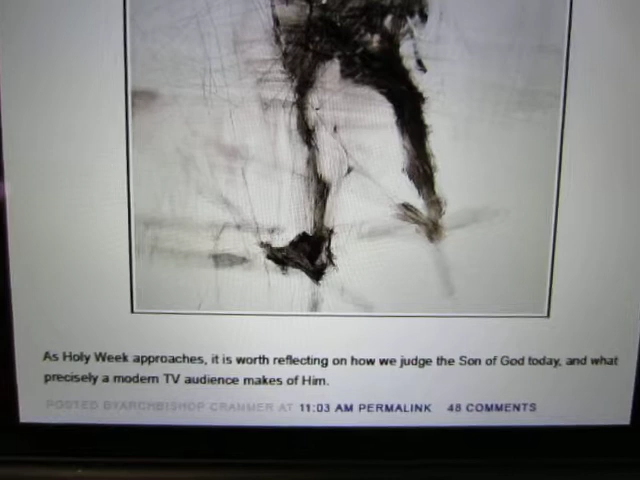 As Holy Week approaches, it is worth reflecting on how we judge the Son of God today, and what
precisely a modern TV audience makes of Him.
POSTED BY ARCHBISHOP CRANMER AT 11:03 AM PERMALINK 48 COMMENTS